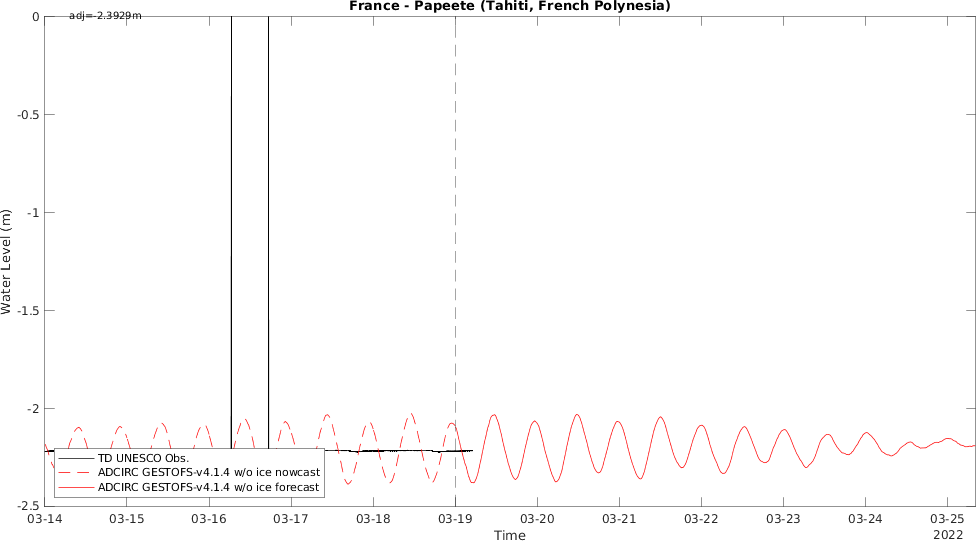 France - Papeete (Tahiti, French Polynesia)
adj=-2.3929m
0
-0.5
-1
-1.5
-2
-2.5
Water Level (m)
TD UNESCO Obs.
ADCIRC GESTOFS-v4.1.4 w/o ice nowcast
ADCIRC GESTOFS-v4.1.4 w/o ice forecast
03-14 03-15 03-16 03-17 03-18 03-19 03-20 03-21 03-22 03-23 03-24 03-25
Time
2022